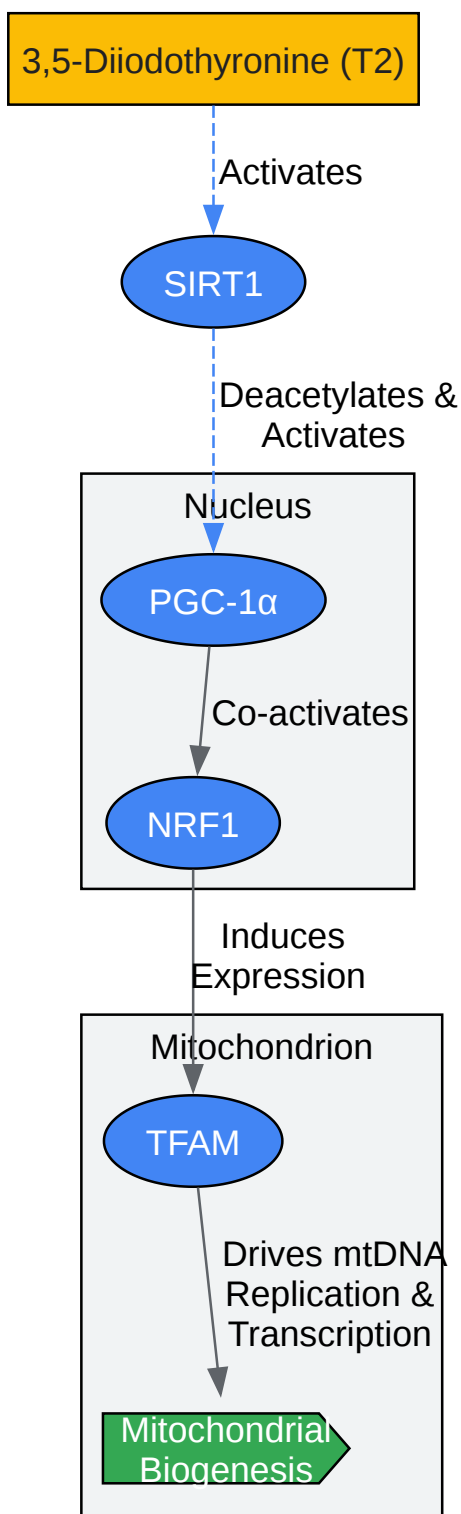 3,5-Diiodothyronine (T2)
Activates
SIRT1
Deacetylates &
Activates
Nucleus
PGC-1α
Co-activates
NRF1
Induces
Expression
Mitochondrion
TFAM
Drives mtDNA
Replication &
Transcription
Mitochondrial
Biogenesis